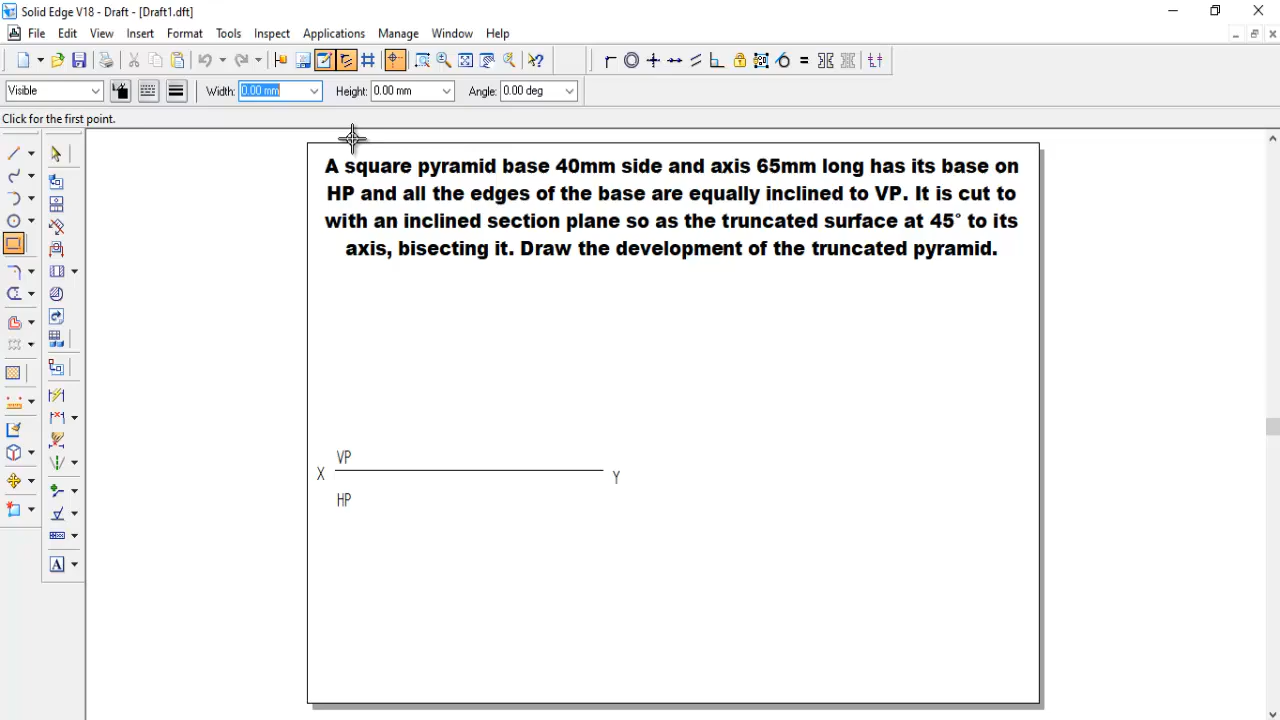 Solid Edge V18 - Draft - [Draft1.dft]
File Edit View Insert Format Tools Inspect Applications Manage Window Help
Visible Width: 0.00 mm Height: 0.00 mm Angle: 0.00 deg
Click for the first point.
A square pyramid base 40mm side and axis 65mm long has its base on
HP and all the edges of the base are equally inclined to VP. It is cut to
with an inclined section plane so as the truncated surface at 45° to its
axis, bisecting it. Draw the development of the truncated pyramid.
VP
X Y
HP